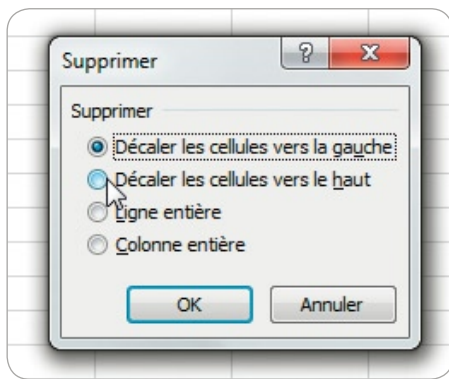 Supprimer
Supprimer
Décaler les cellules vers la gauche
Décaler les cellules vers le haut
Ligne entière
Colonne entière
OK
Annuler